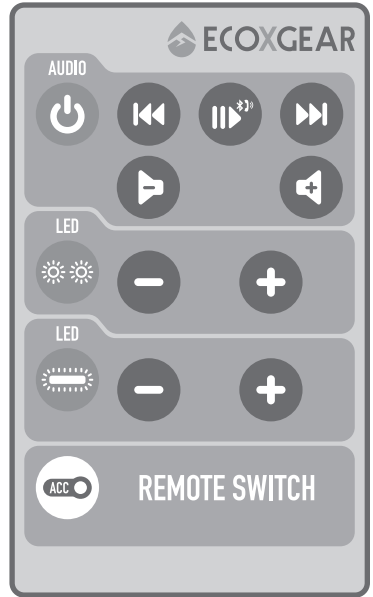 ECOXGEAR
AUDIO
LED
LED
ACC
REMOTE SWITCH